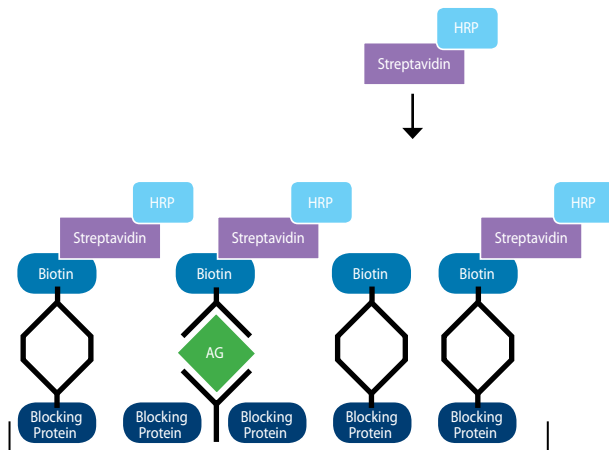 HRP
Streptavidin
HRP
HRP
HRP
Streptavidin
Streptavidin
Streptavidin
Biotin
Biotin
Biotin
Biotin
AG
Blocking
Protein
Blocking
Protein
Blocking
Protein
Blocking
Protein
Blocking
Protein